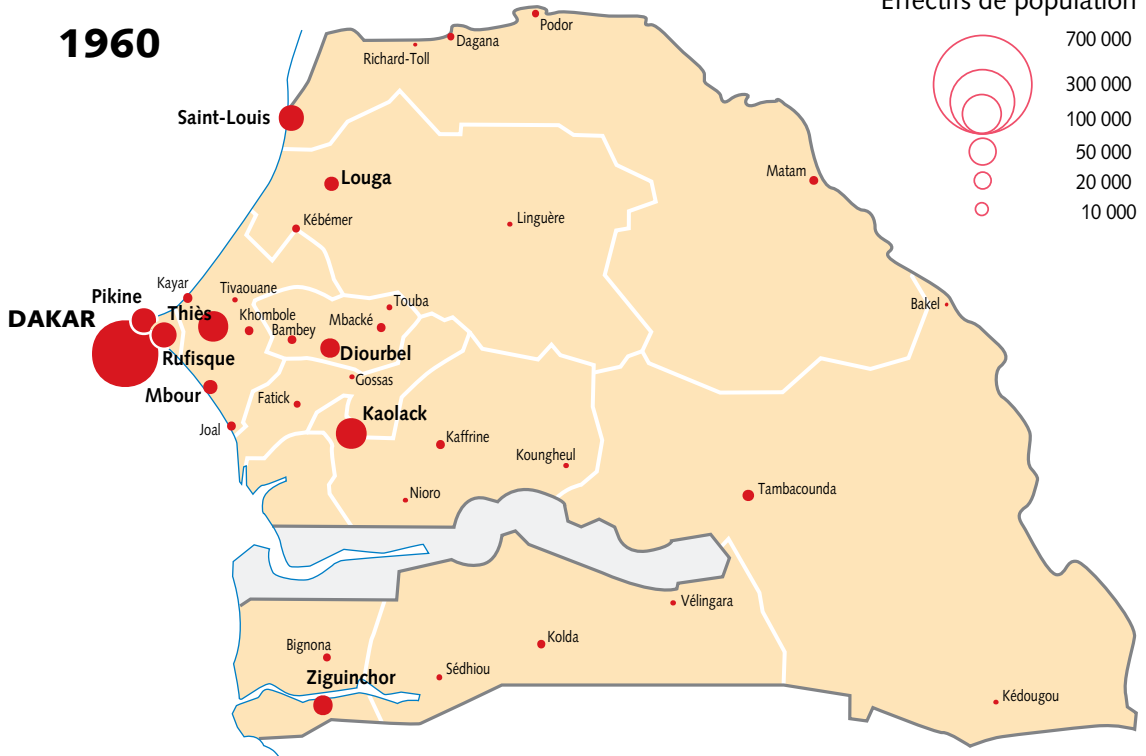 1960
Effectifs de population
700 000
300 000
100 000
50 000
20 000
10 000
Podor
Dagana
Richard-Toll
Saint-Louis
Matam
Louga
Kébémer
Linguère
Kayar
Tivaouane
Pikine
Touba
Bakel
DAKAR
Thiès
Khombole
Mbacké
Bambey
Rufisque
Diourbel
Gossas
Mbour
Fatick
Kaolack
Joal
Kaffrine
Koungheul
Nioro
Tambacounda
Vélingara
Bignona
Kolda
Sédhiou
Ziguinchor
Kédougou